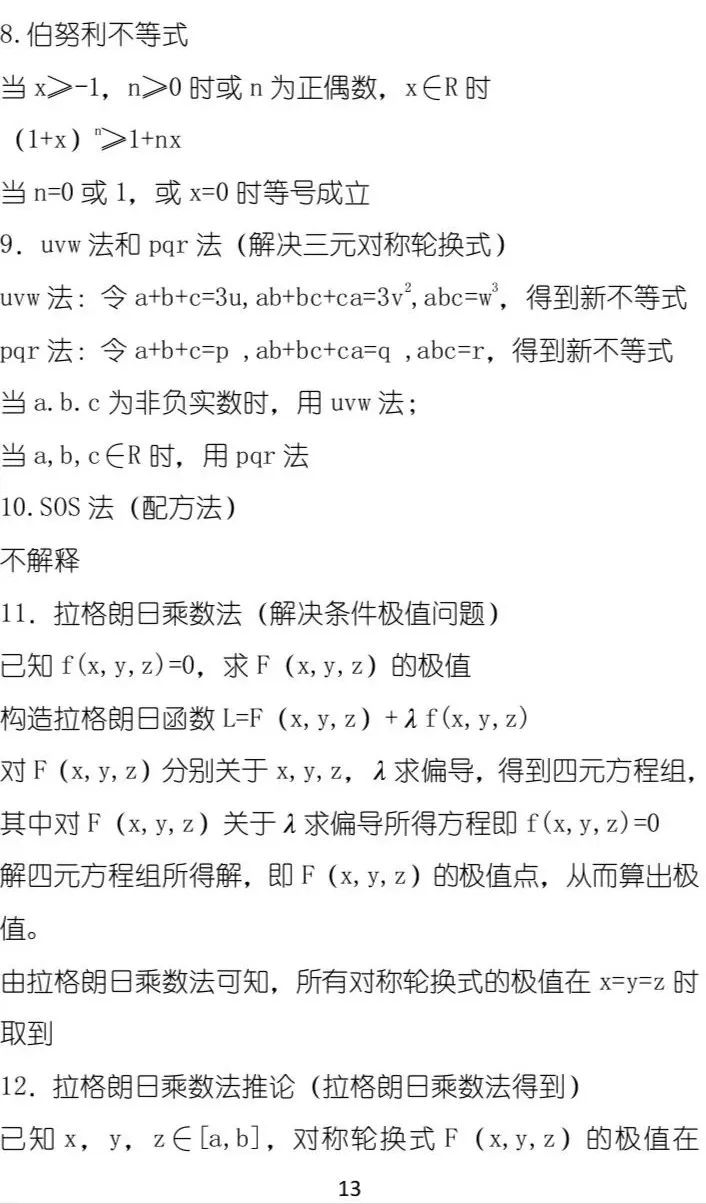 8.伯努利不等式
当 x⩾-1，n⩾0 时或 n 为正偶数，x∈R 时
（1+x）ⁿ⩾1+nx
当 n=0 或 1，或 x=0 时等号成立
9．uvw 法和 pqr 法（解决三元对称轮换式）
uvw 法：令 a+b+c=3u,ab+bc+ca=3v²,abc=w³，得到新不等式
pqr 法：令 a+b+c=p ,ab+bc+ca=q ,abc=r，得到新不等式
当 a.b.c 为非负实数时，用 uvw 法；
当 a,b,c∈R 时，用 pqr 法
10.SOS 法（配方法）
不解释
11．拉格朗日乘数法（解决条件极值问题）
已知 f(x,y,z)=0，求 F（x,y,z）的极值
构造拉格朗日函数 L=F（x,y,z）+λf(x,y,z)
对 F（x,y,z）分别关于 x,y,z，λ求偏导，得到四元方程组，
其中对 F（x,y,z）关于λ求偏导所得方程即 f(x,y,z)=0
解四元方程组所得解，即 F（x,y,z）的极值点，从而算出极
值。
由拉格朗日乘数法可知，所有对称轮换式的极值在 x=y=z 时
取到
12．拉格朗日乘数法推论（拉格朗日乘数法得到）
已知 x，y，z∈[a,b]，对称轮换式 F（x,y,z）的极值在
13